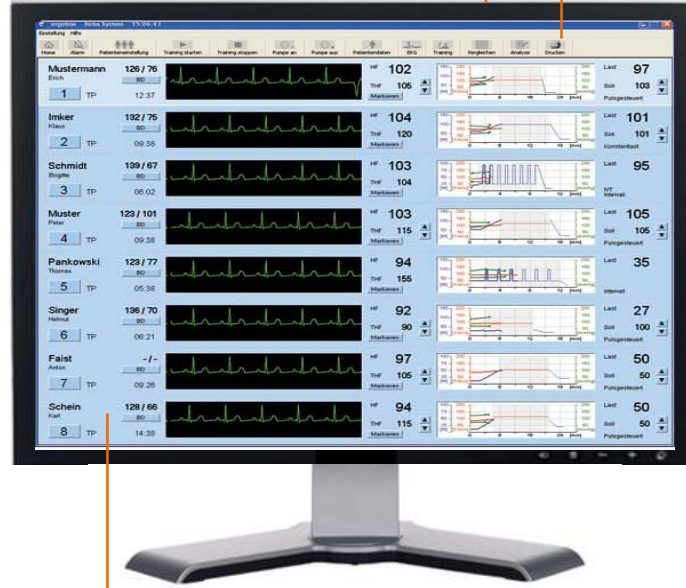 ergoline - Reha System - 15:06:43
Einstellung Hilfe
Home Alarm Patienteneinstellung Training starten Training stoppen Pumpe an Pumpe aus Patientendaten EKG Training Vergleichen Analyse Drucken
Mustermann 126 / 76 HF 102 Last 97
Erich BD
THF 105 Soll 103
1 TP 12:37 Markieren Pulsgesteuert
Imker 132 / 75 HF 104 Last 101
Klaus BD
THF 120 Soll 101
2 TP 09:38 Markieren Konstantlast
Schmidt 139 / 67 HF 103 Last 95
Brigitte BD
THF 104 IVT
3 TP 06:02 Markieren Intervall
Muster 123 / 101 HF 103 Last 105
Peter BD
THF 115 Soll 105
4 TP 09:38 Markieren Pulsgesteuert
Pankowski 123 / 77 HF 94 Last 35
Thomas BD
THF 155
5 TP 05:38 Markieren Intervall
Singer 136 / 70 HF 92 Last 27
Helmut BD
THF 90 Soll 100
6 TP 06:21 Markieren Pulsgesteuert
Faist - / - HF 97 Last 50
Anton BD
THF 105 Soll 50
7 TP 09:26 Markieren Pulsgesteuert
Schein 128 / 66 HF 94 Last 50
Karl BD
THF 115 Soll 50
8 TP 14:38 Markieren Pulsgesteuert